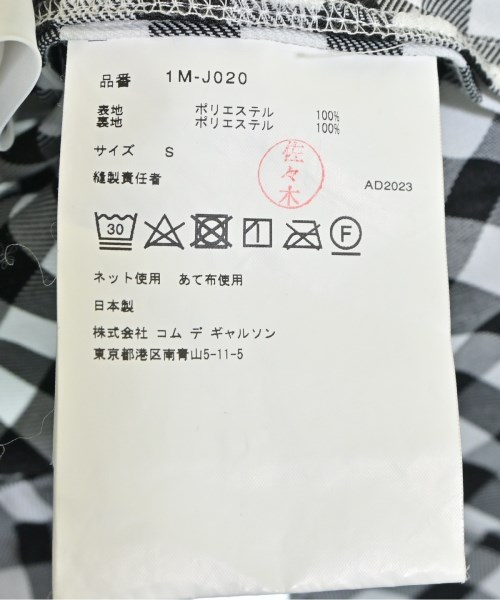 品番 1M-J020
表地 ポリエステル 100%
裏地 ポリエステル 100%
サイズ S
縫製責任者 佐々木
AD2023
30 F
ネット使用 あて布使用
日本製
株式会社 コム デ ギャルソン
東京都港区南青山5-11-5